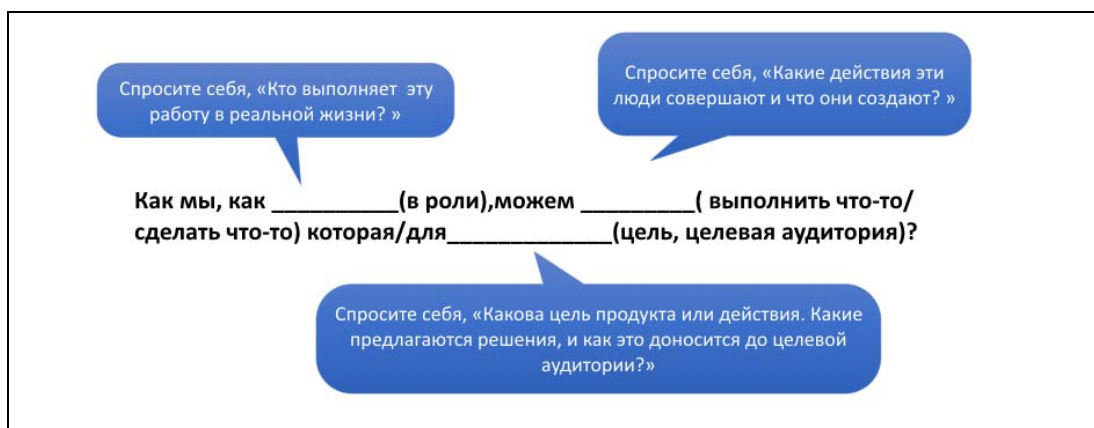 Спросите себя, «Кто выполняет эту
работу в реальной жизни? »
Спросите себя, «Какие действия эти
люди совершают и что они создают? »
Как мы, как __________(в роли),можем _________( выполнить что-то/
сделать что-то) которая/для_____________(цель, целевая аудитория)?
Спросите себя, «Какова цель продукта или действия. Какие
предлагаются решения, и как это доносится до целевой
аудитории?»